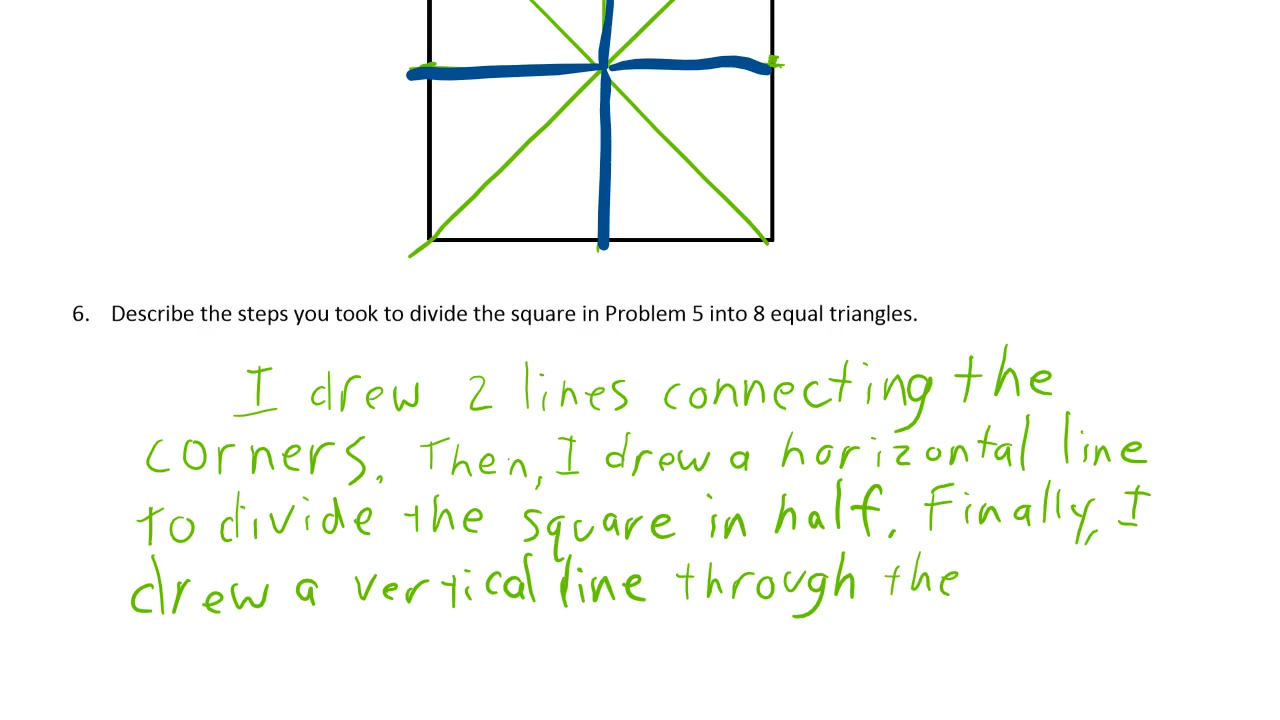 6. Describe the steps you took to divide the square in Problem 5 into 8 equal triangles.
I drew 2 lines connecting the
corners. Then, I drew a horizontal line
to divide the square in half. Finally, I
drew a vertical line through the